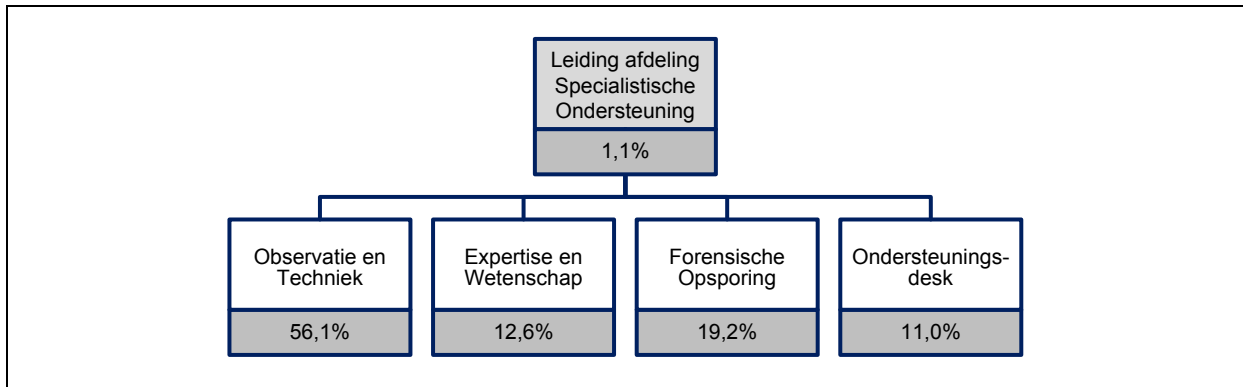 Leiding afdeling
Specialistische
Ondersteuning
1,1%
Observatie en
Techniek
56,1%
Expertise en
Wetenschap
12,6%
Forensische
Opsporing
19,2%
Ondersteunings-
desk
11,0%